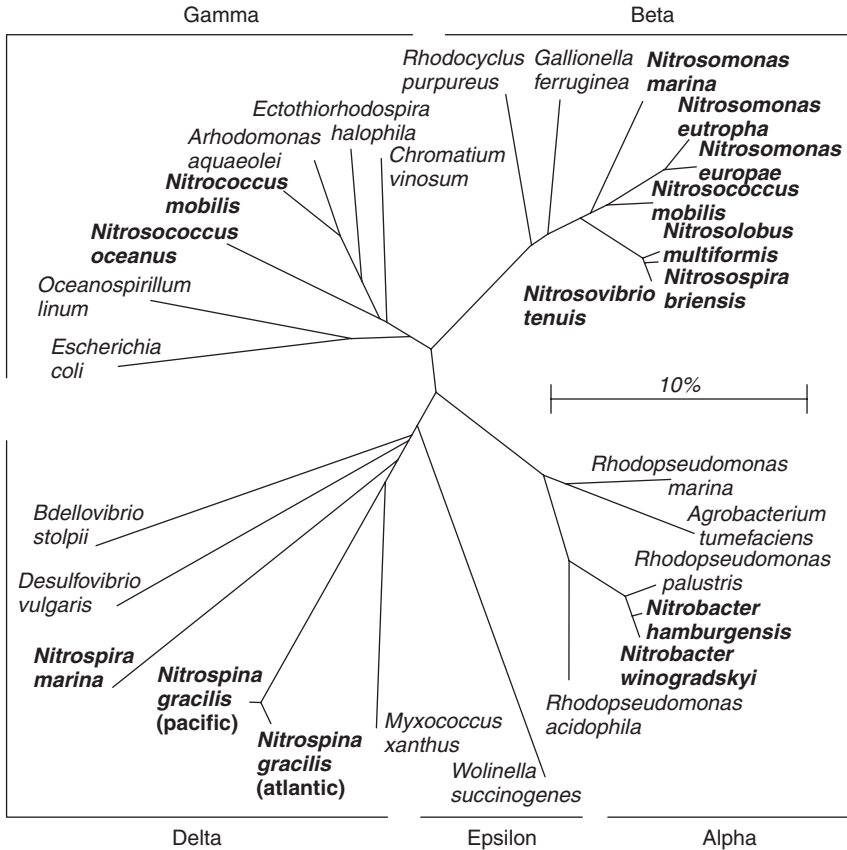 Gamma
Beta
Rhodocyclus
purpureus
Gallionella
ferruginea
Nitrosomonas
marina
Nitrosomonas
eutropha
Nitrosomonas
europae
Nitrosococcus
mobilis
Nitrosolobus
multiformis
Nitrosospira
briensis
Nitrosovibrio
tenuis
Ectothiorhodospira
halophila
Arhodomonas
aquaeolei
Chromatium
vinosum
Nitrococcus
mobilis
Nitrosococcus
oceanus
Oceanospirillum
linum
Escherichia
coli
10%
Bdellovibrio
stolpii
Desulfovibrio
vulgaris
Nitrospira
marina
Nitrospina
gracilis
(pacific)
Nitrospina
gracilis
(atlantic)
Myxococcus
xanthus
Wolinella
succinogenes
Rhodopseudomonas
marina
Agrobacterium
tumefaciens
Rhodopseudomonas
palustris
Nitrobacter
hamburgensis
Nitrobacter
winogradskyi
Rhodopseudomonas
acidophila
Delta
Epsilon
Alpha